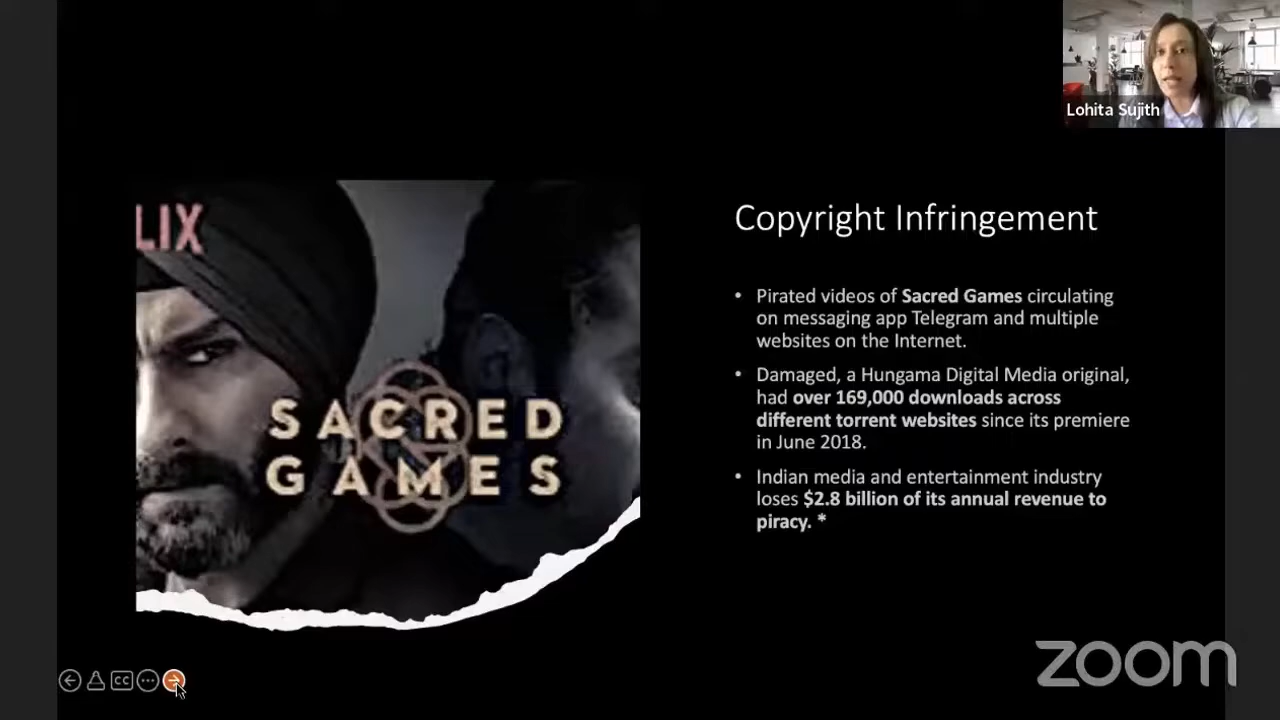 Lohita Sujith
LIX
SACRED
GAMES
Copyright Infringement
• Pirated videos of Sacred Games circulating
on messaging app Telegram and multiple
websites on the Internet.
• Damaged, a Hungama Digital Media original,
had over 169,000 downloads across
different torrent websites since its premiere
in June 2018.
• Indian media and entertainment industry
loses $2.8 billion of its annual revenue to
piracy. *
CC
zoom